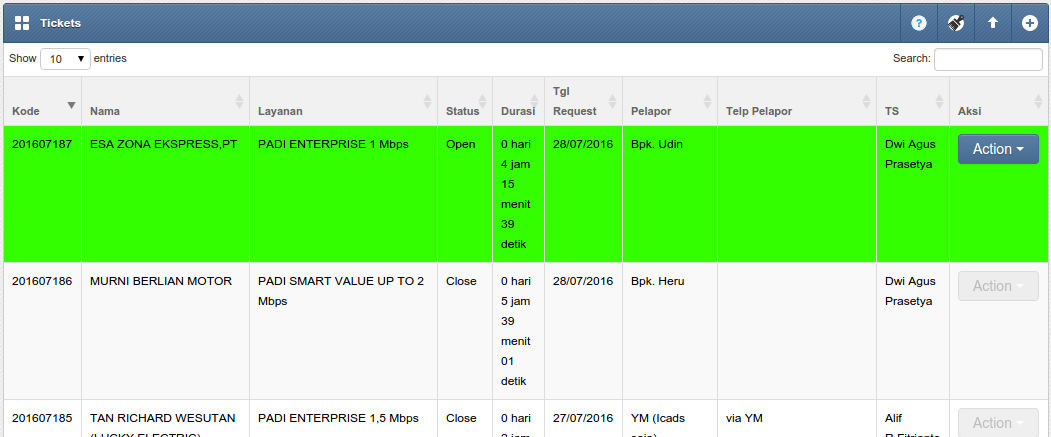 Tickets
Show 10 entries
Search:
Kode Nama Layanan Status Durasi Tgl Request Pelapor Telp Pelapor TS Aksi
201607187 ESA ZONA EKSPRESS,PT PADI ENTERPRISE 1 Mbps Open 0 hari 28/07/2016 Bpk. Udin Dwi Agus Action
4 jam Prasetya
15
menit
39
detik
201607186 MURNI BERLIAN MOTOR PADI SMART VALUE UP TO 2 Close 0 hari 28/07/2016 Bpk. Heru Dwi Agus Action
Mbps 5 jam Prasetya
39
menit
01
detik
201607185 TAN RICHARD WESUTAN PADI ENTERPRISE 1,5 Mbps Close 0 hari 27/07/2016 YM (Icads via YM Alif Action